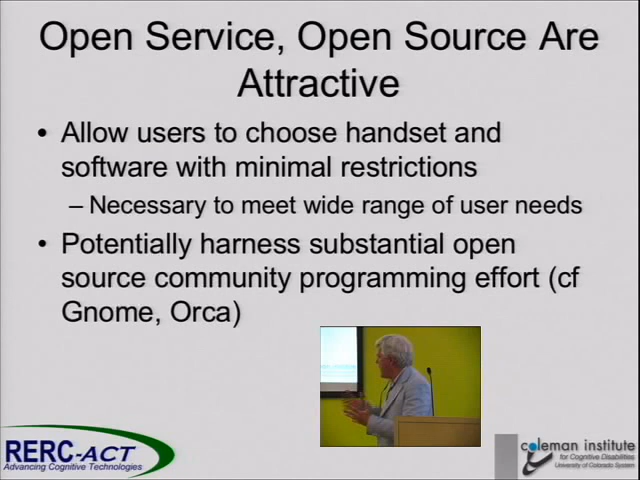 Open Service, Open Source Are
Attractive
• Allow users to choose handset and
software with minimal restrictions
– Necessary to meet wide range of user needs
• Potentially harness substantial open
source community programming effort (cf
Gnome, Orca)
RERC-ACT
Advancing Cognitive Technologies
coleman institute
for Cognitive Disabilities
University of Colorado System